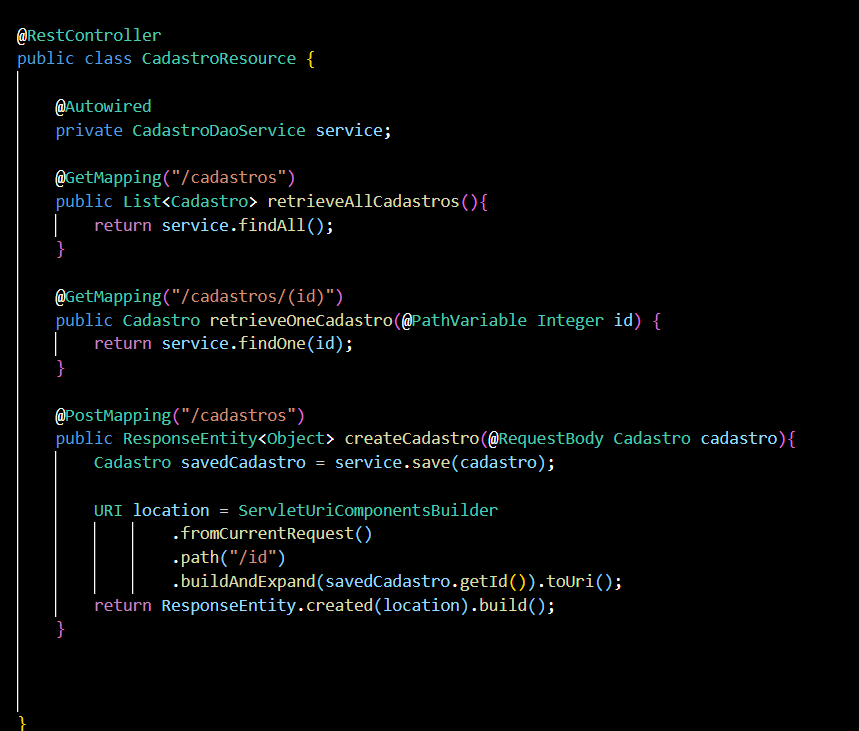 @RestController
public class CadastroResource {
@Autowired
private CadastroDaoService service;
@GetMapping("/cadastros")
public List<Cadastro> retrieveAllCadastros(){
return service.findAll();
}
@GetMapping("/cadastros/(id)")
public Cadastro retrieveOneCadastro(@PathVariable Integer id) {
return service.findOne(id);
}
@PostMapping("/cadastros")
public ResponseEntity<Object> createCadastro(@RequestBody Cadastro cadastro){
Cadastro savedCadastro = service.save(cadastro);
URI location = ServletUriComponentsBuilder
.fromCurrentRequest()
.path("/id")
.buildAndExpand(savedCadastro.getId()).toUri();
return ResponseEntity.created(location).build();
}
}